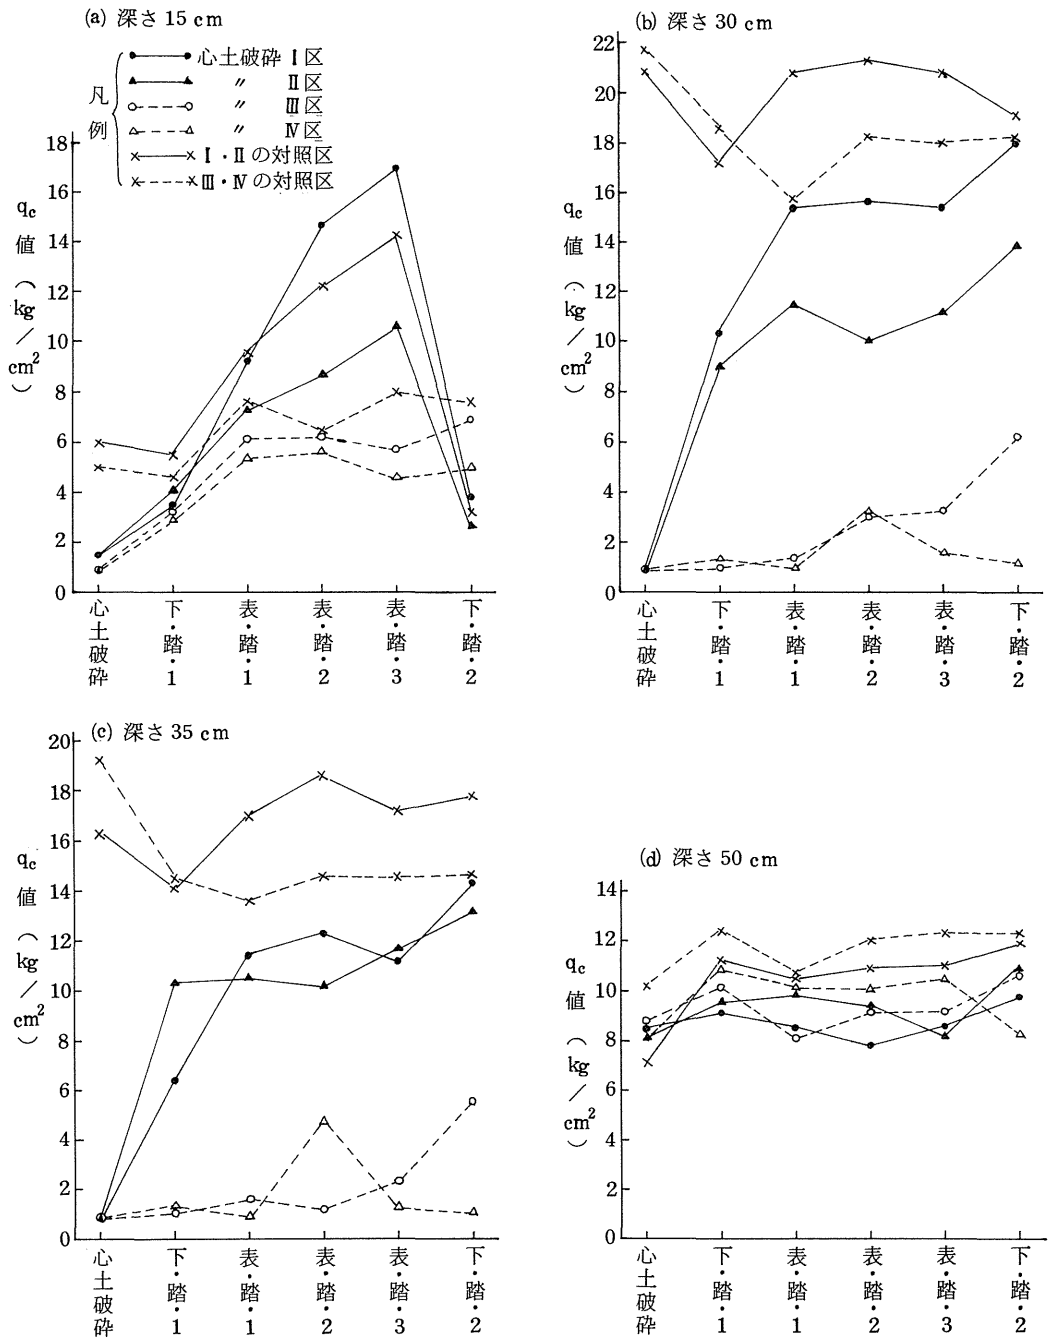 (a) 深さ 15 cm
凡例
心土破砕 Ⅰ区
〃 Ⅱ区
〃 Ⅲ区
〃 Ⅳ区
Ⅰ・Ⅱの対照区
Ⅲ・Ⅳの対照区
qc値(kg/cm²)
18
16
14
12
10
8
6
4
2
0
心土破砕
下・踏・1
表・踏・1
表・踏・2
表・踏・3
下・踏・2
(b) 深さ 30 cm
qc値(kg/cm²)
22
20
18
16
14
12
10
8
6
4
2
0
心土破砕
下・踏・1
表・踏・1
表・踏・2
表・踏・3
下・踏・2
(c) 深さ 35 cm
qc値(kg/cm²)
20
18
16
14
12
10
8
6
4
2
0
心土破砕
下・踏・1
表・踏・1
表・踏・2
表・踏・3
下・踏・2
(d) 深さ 50 cm
qc値(kg/cm²)
14
12
10
8
6
4
2
0
心土破砕
下・踏・1
表・踏・1
表・踏・2
表・踏・3
下・踏・2